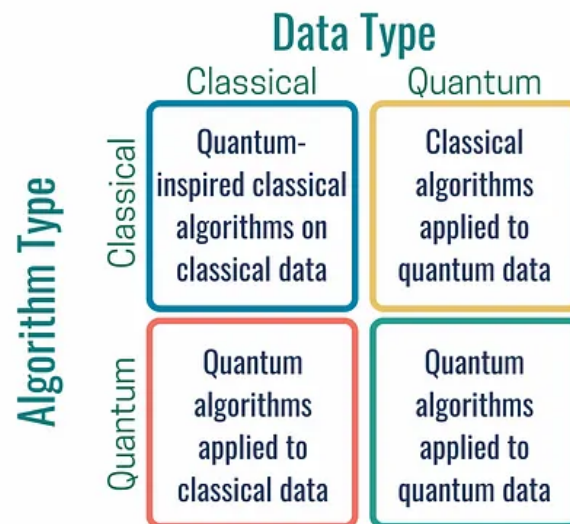 Data Type
Classical
Quantum
Algorithm Type
Classical
Quantum-
inspired classical
algorithms on
classical data
Classical
algorithms
applied to
quantum data
Quantum
Quantum
algorithms
applied to
classical data
Quantum
algorithms
applied to
quantum data